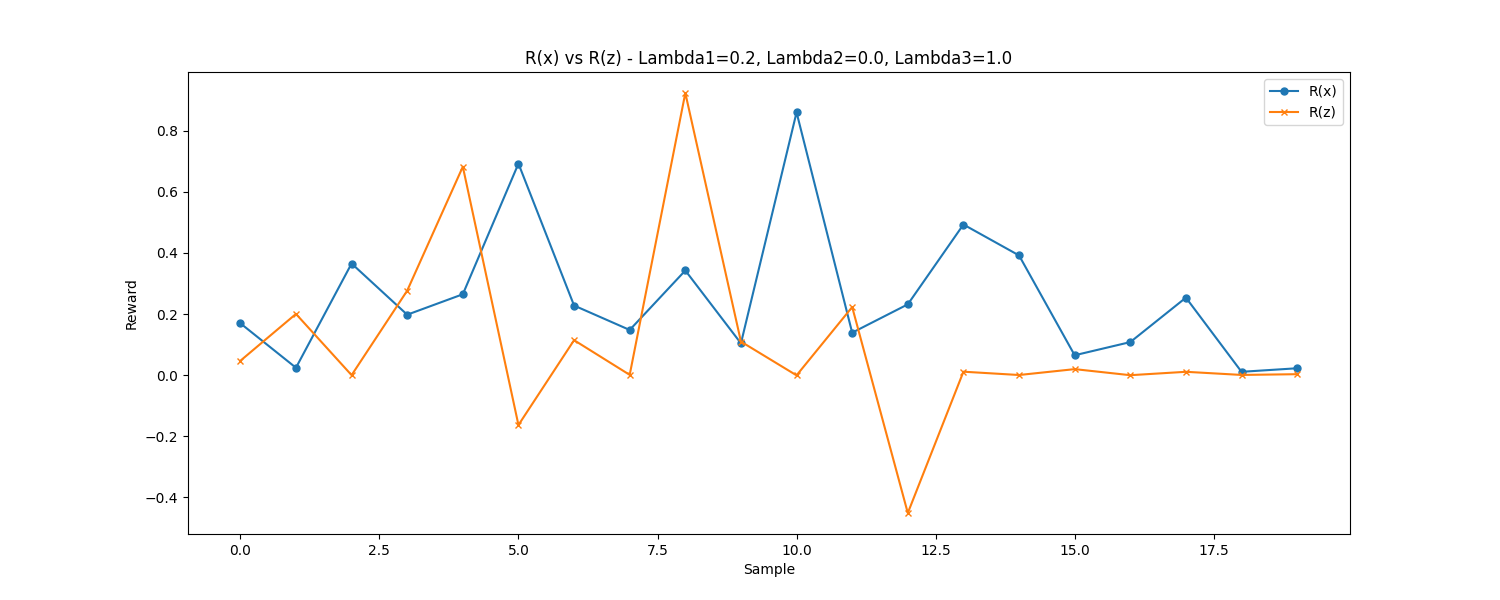 R(x) vs R(z) - Lambda1=0.2, Lambda2=0.0, Lambda3=1.0
R(x)
R(z)
Reward
0.8
0.6
0.4
0.2
0.0
−0.2
−0.4
0.0 2.5 5.0 7.5 10.0 12.5 15.0 17.5
Sample